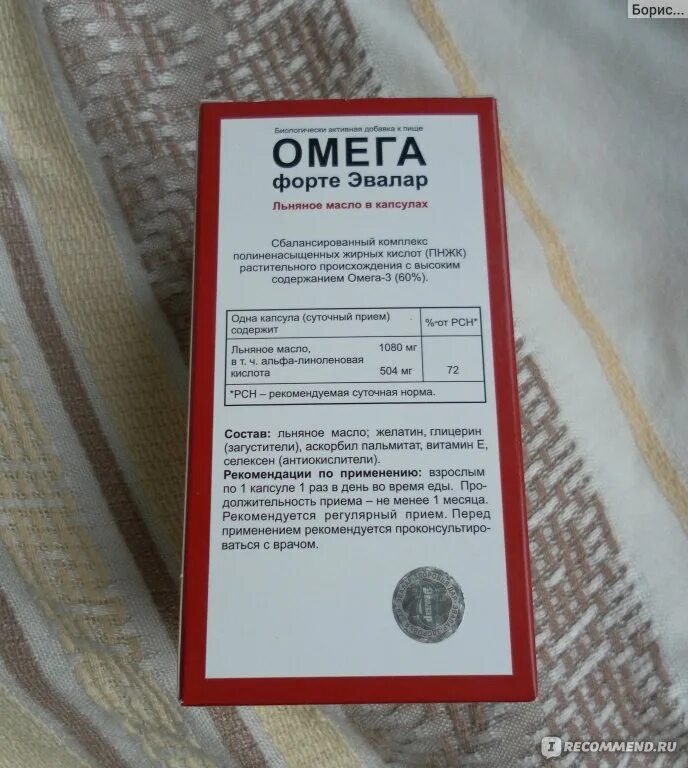 Борис...
Биологически активная добавка к пище
ОМЕГА
форте Эвалар
Льняное масло в капсулах
Сбалансированный комплекс
полиненасыщенных жирных кислот (ПНЖК)
растительного происхождения с высоким
содержанием Омега-3 (60%).
Одна капсула (суточный прием) %-от РСН*
содержит
Льняное масло, 1080 мг
в т. ч. альфа-линоленовая
кислота 504 мг 72
*РСН – рекомендуемая суточная норма.
Состав: льняное масло; желатин, глицерин
(загустители), аскорбил пальмитат, витамин Е,
селексен (антиокислители).
Рекомендации по применению: взрослым
по 1 капсуле 1 раз в день во время еды. Про-
должительность приема – не менее 1 месяца.
Рекомендуется регулярный прием. Перед
применением рекомендуется проконсультиро-
ваться с врачом.
Эвалар
IRECOMMEND.RU